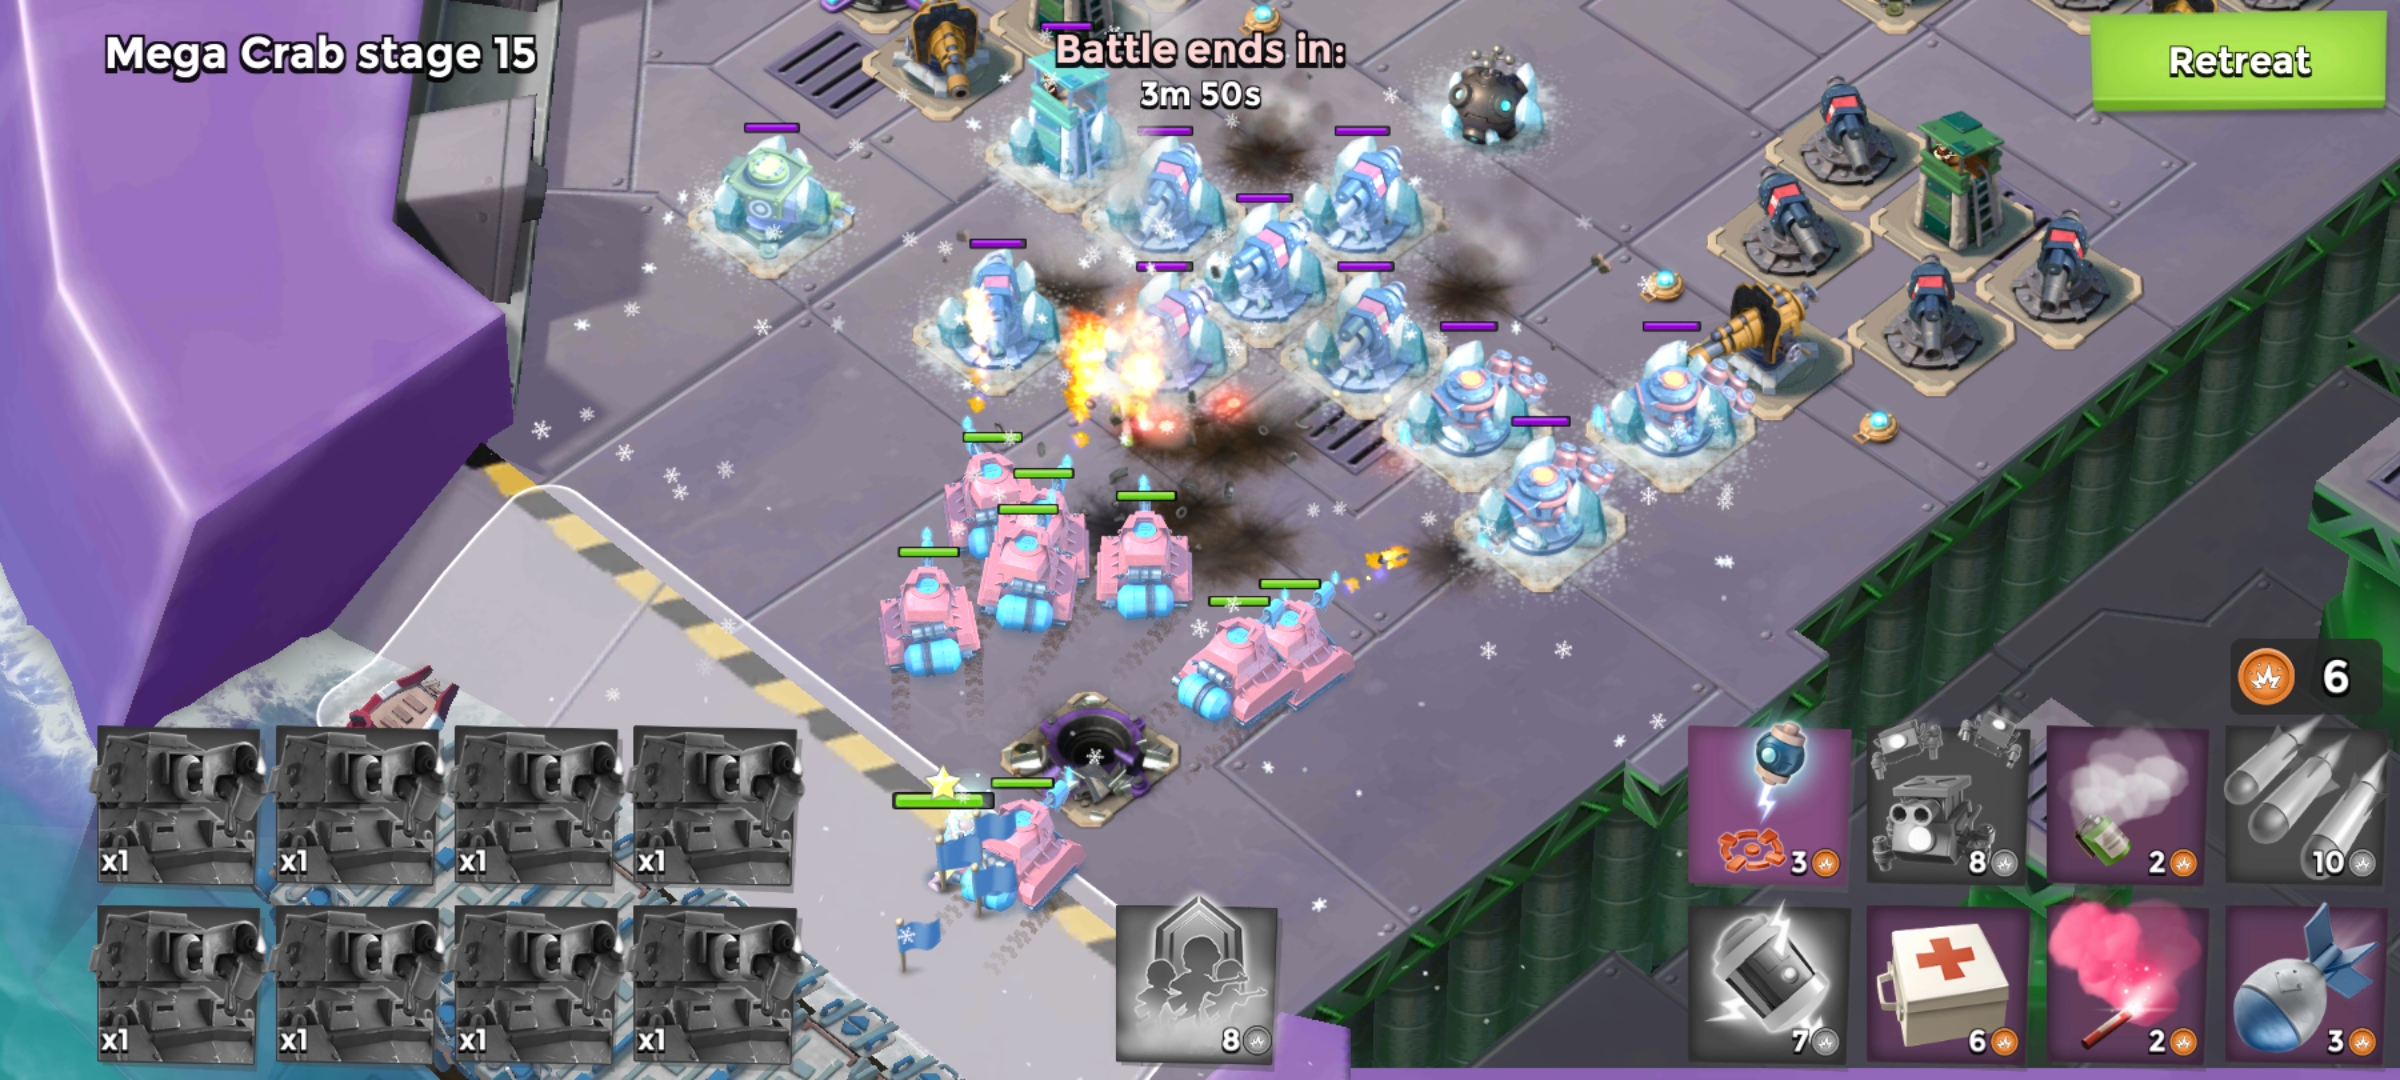 Mega Crab stage 15
Battle ends in:
3m 50s
Retreat
6
x1
x1
x1
x1
3
8
2
10
x1
x1
x1
x1
8
7
6
2
3